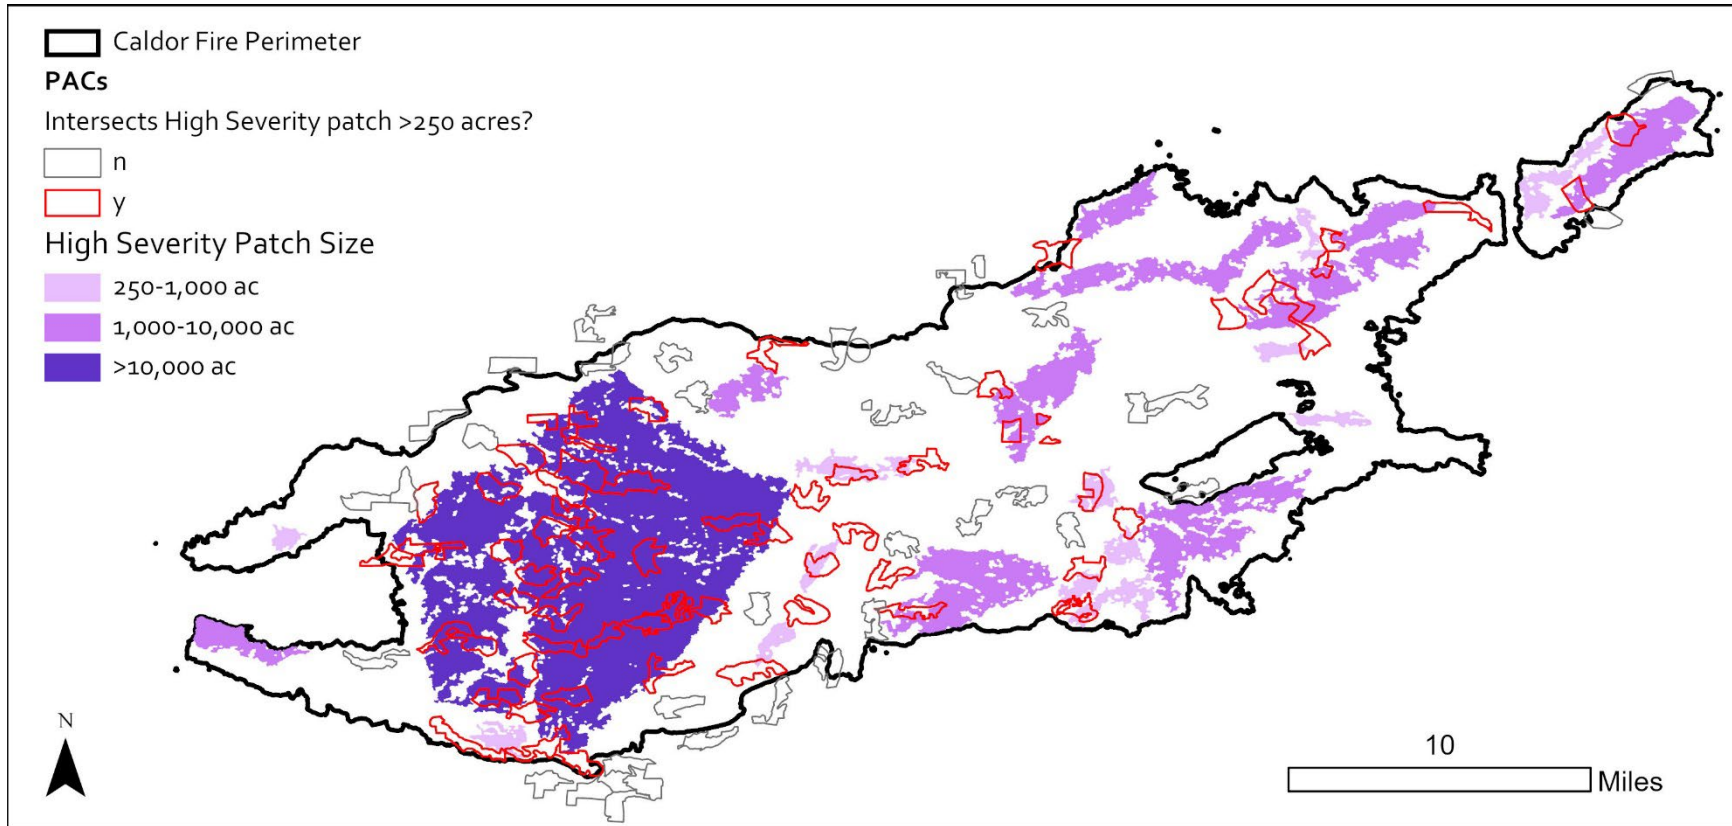 Caldor Fire Perimeter
PACs
Intersects High Severity patch >250 acres?
n
y
High Severity Patch Size
250-1,000 ac
1,000-10,000 ac
>10,000 ac
N
10
Miles